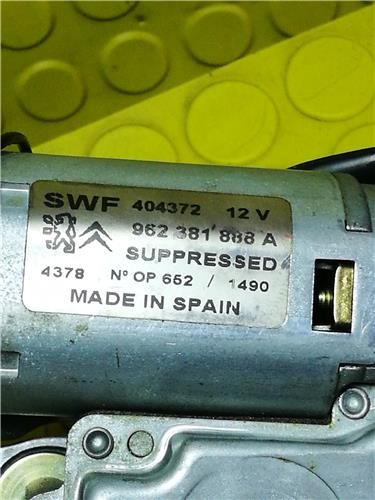 SWF 404372 12 V
962 381 888 A
SUPPRESSED
4378 Nº OP 652 / 1490
MADE IN SPAIN